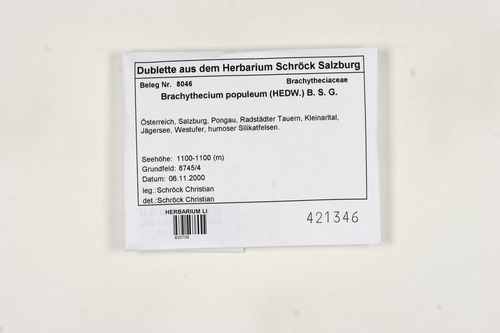 Dublette aus dem Herbarium Schröck Salzburg
Beleg Nr. 8046 Brachytheciaceae
Brachythecium populeum (HEDW.) B. S. G.
Österreich, Salzburg, Pongau, Radstädter Tauern, Kleinarltal,
Jägersee, Westufer, humoser Silikatfelsen.
Seehöhe: 1100-1100 (m)
Grundfeld: 8745/4
Datum: 06.11.2000
leg.:Schröck Christian
det.:Schröck Christian
HERBARIUM LI
830706
421346